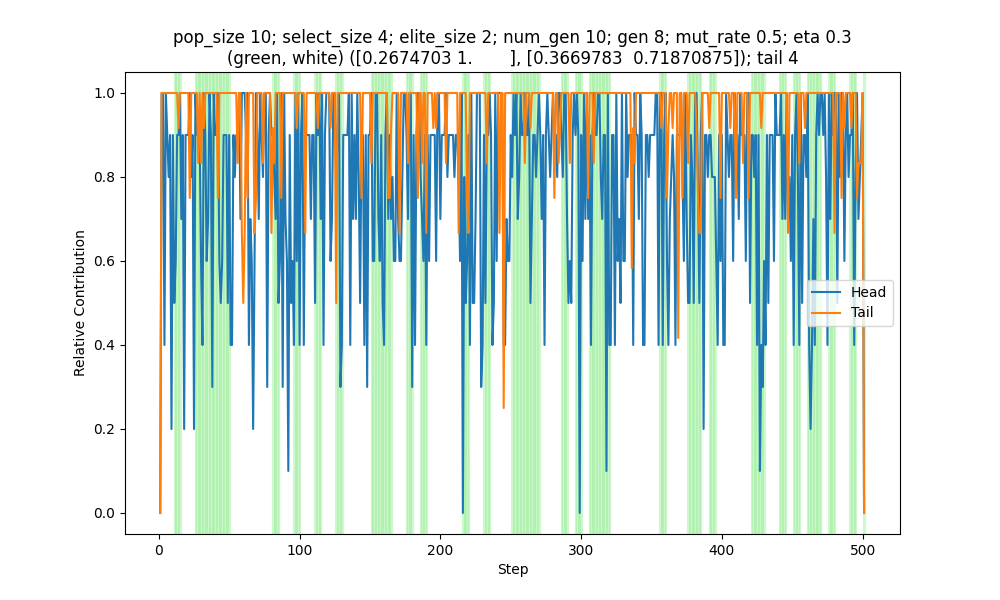 pop_size 10; select_size 4; elite_size 2; num_gen 10; gen 8; mut_rate 0.5; eta 0.3
(green, white) ([0.2674703 1.       ], [0.3669783  0.71870875]); tail 4
1.0
0.8
0.6
0.4
0.2
0.0
Relative Contribution
Head
Tail
0
100
200
300
400
500
Step